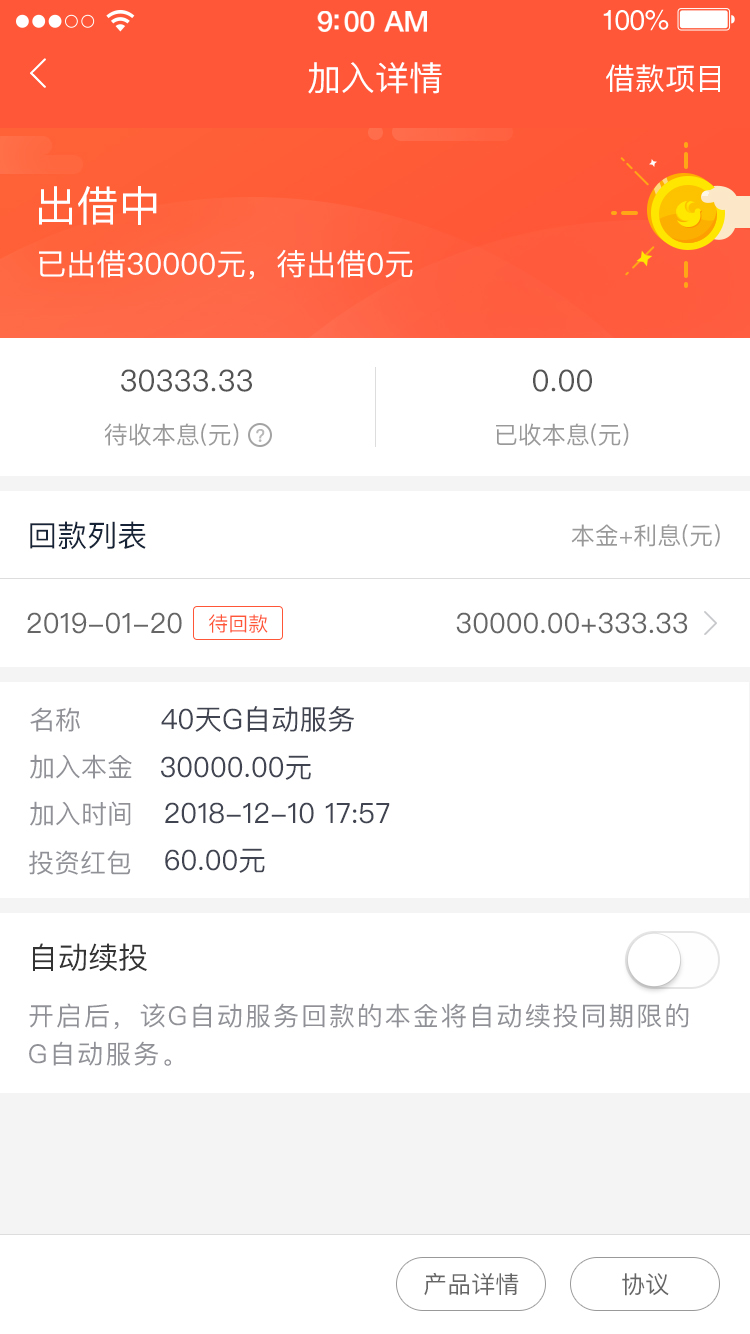 9:00 AM 100%
加入详情 借款项目
出借中
已出借30000元，待出借0元
30333.33 0.00
待收本息(元) ? 已收本息(元)
回款列表 本金+利息(元)
2019-01-20 待回款 30000.00+333.33
名称 40天G自动服务
加入本金 30000.00元
加入时间 2018-12-10 17:57
投资红包 60.00元
自动续投
开启后，该G自动服务回款的本金将自动续投同期限的
G自动服务。
产品详情 协议